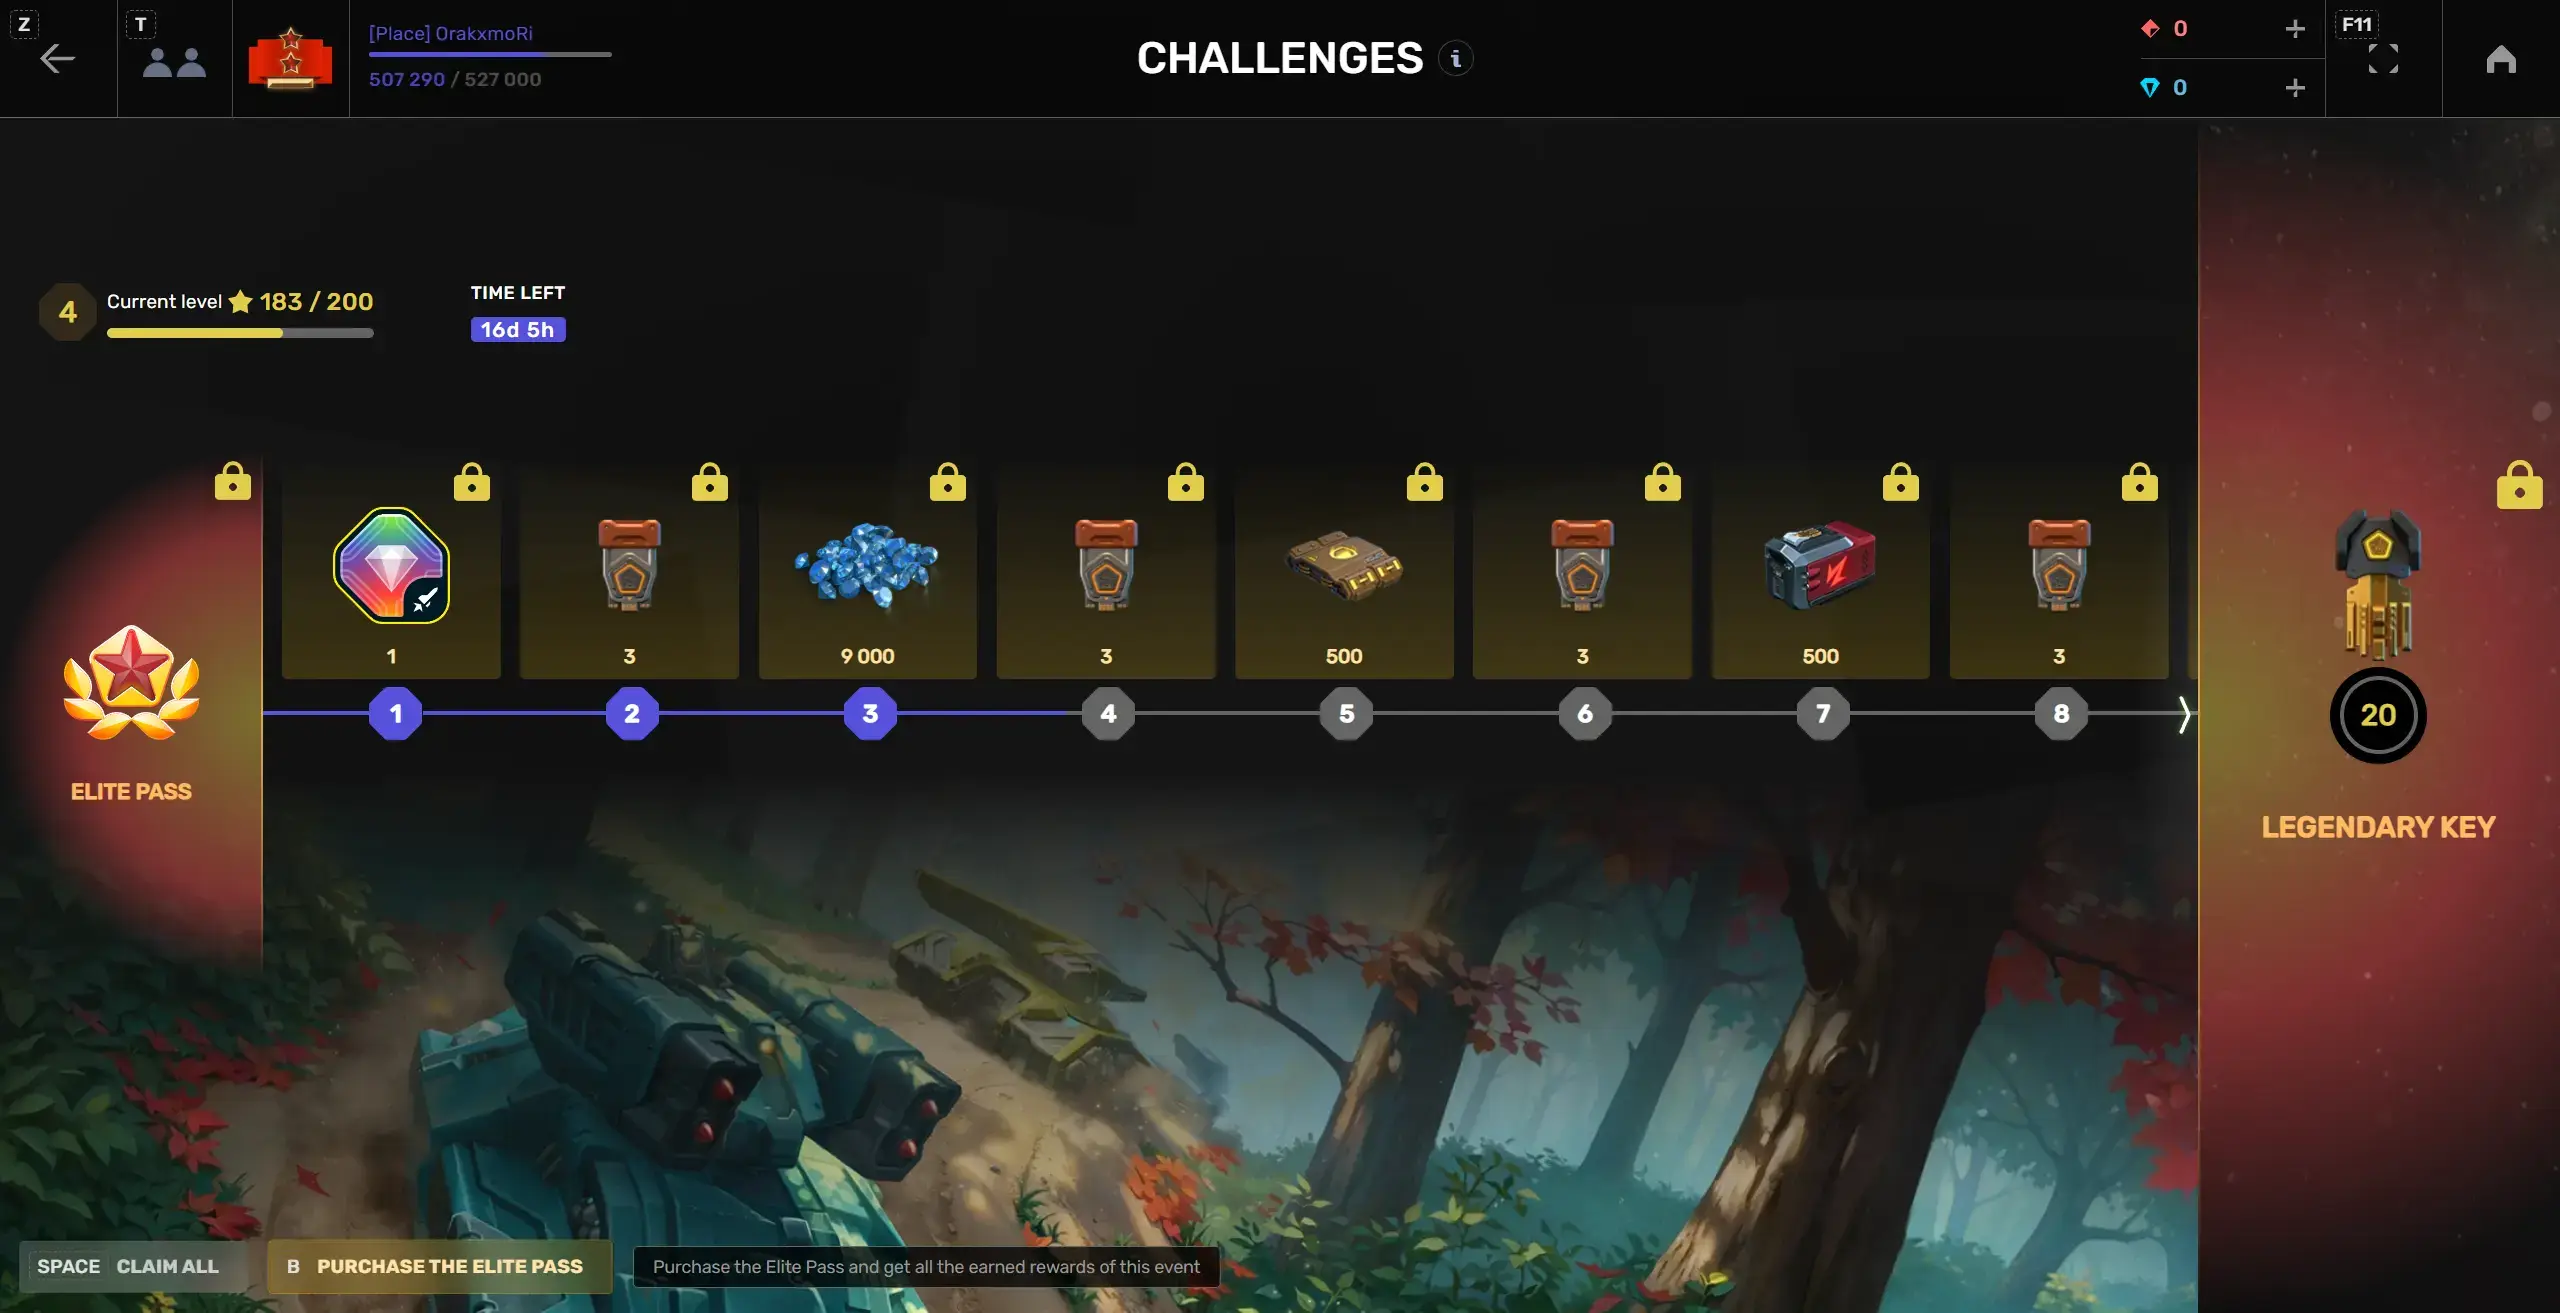 Z
T
[Place] OrakxmoRi
507 290 / 527 000
CHALLENGES
i
0
0
F11
4
Current level 183 / 200
TIME LEFT
16d 5h
1
3
9 000
3
500
3
500
3
1
2
3
4
5
6
7
8
20
ELITE PASS
LEGENDARY KEY
SPACE CLAIM ALL
B PURCHASE THE ELITE PASS
Purchase the Elite Pass and get all the earned rewards of this event